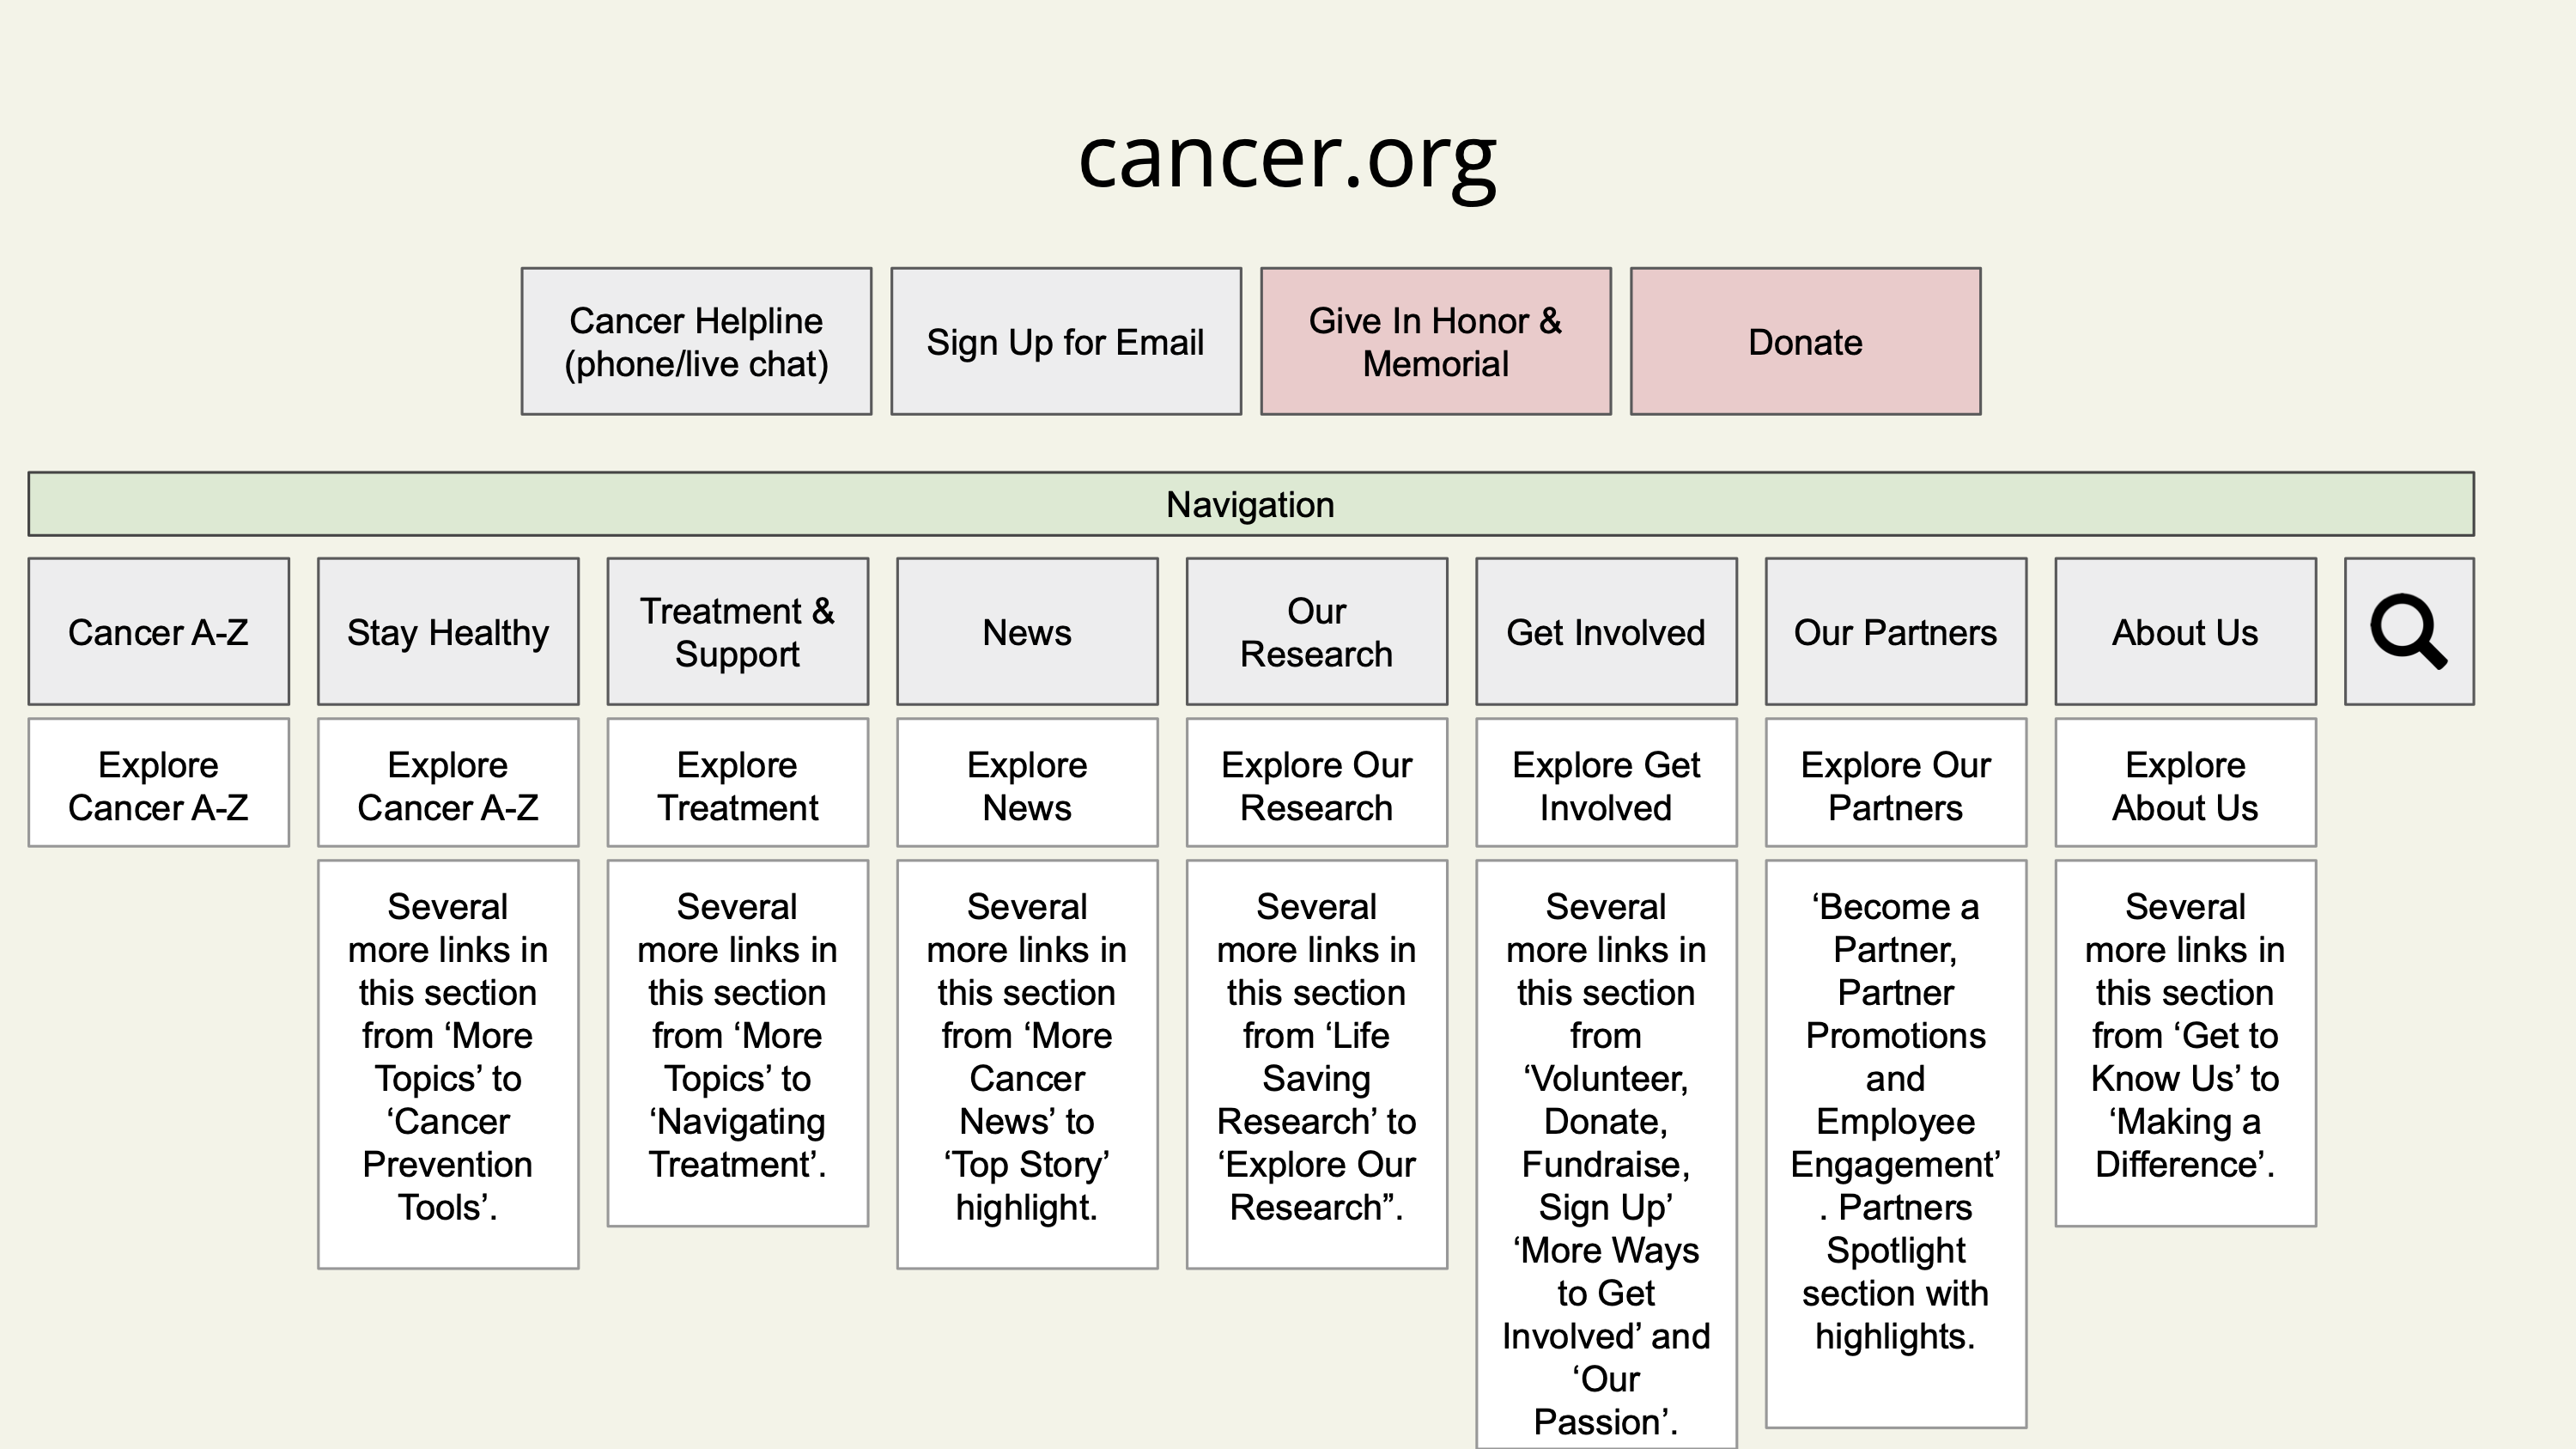 cancer.org
Cancer Helpline
(phone/live chat)
Sign Up for Email
Give In Honor &
Memorial
Donate
Navigation
Cancer A-Z
Stay Healthy
Treatment &
Support
News
Our
Research
Get Involved
Our Partners
About Us
Explore
Cancer A-Z
Explore
Cancer A-Z
Explore
Treatment
Explore
News
Explore Our
Research
Explore Get
Involved
Explore Our
Partners
Explore
About Us
Several
more links in
this section
from ‘More
Topics’ to
‘Cancer
Prevention
Tools’.
Several
more links in
this section
from ‘More
Topics’ to
‘Navigating
Treatment’.
Several
more links in
this section
from ‘More
Cancer
News’ to
‘Top Story’
highlight.
Several
more links in
this section
from ‘Life
Saving
Research’ to
‘Explore Our
Research”.
Several
more links in
this section
from
‘Volunteer,
Donate,
Fundraise,
Sign Up’
‘More Ways
to Get
Involved’ and
‘Our
Passion’.
‘Become a
Partner,
Partner
Promotions
and
Employee
Engagement’
. Partners
Spotlight
section with
highlights.
Several
more links in
this section
from ‘Get to
Know Us’ to
‘Making a
Difference’.